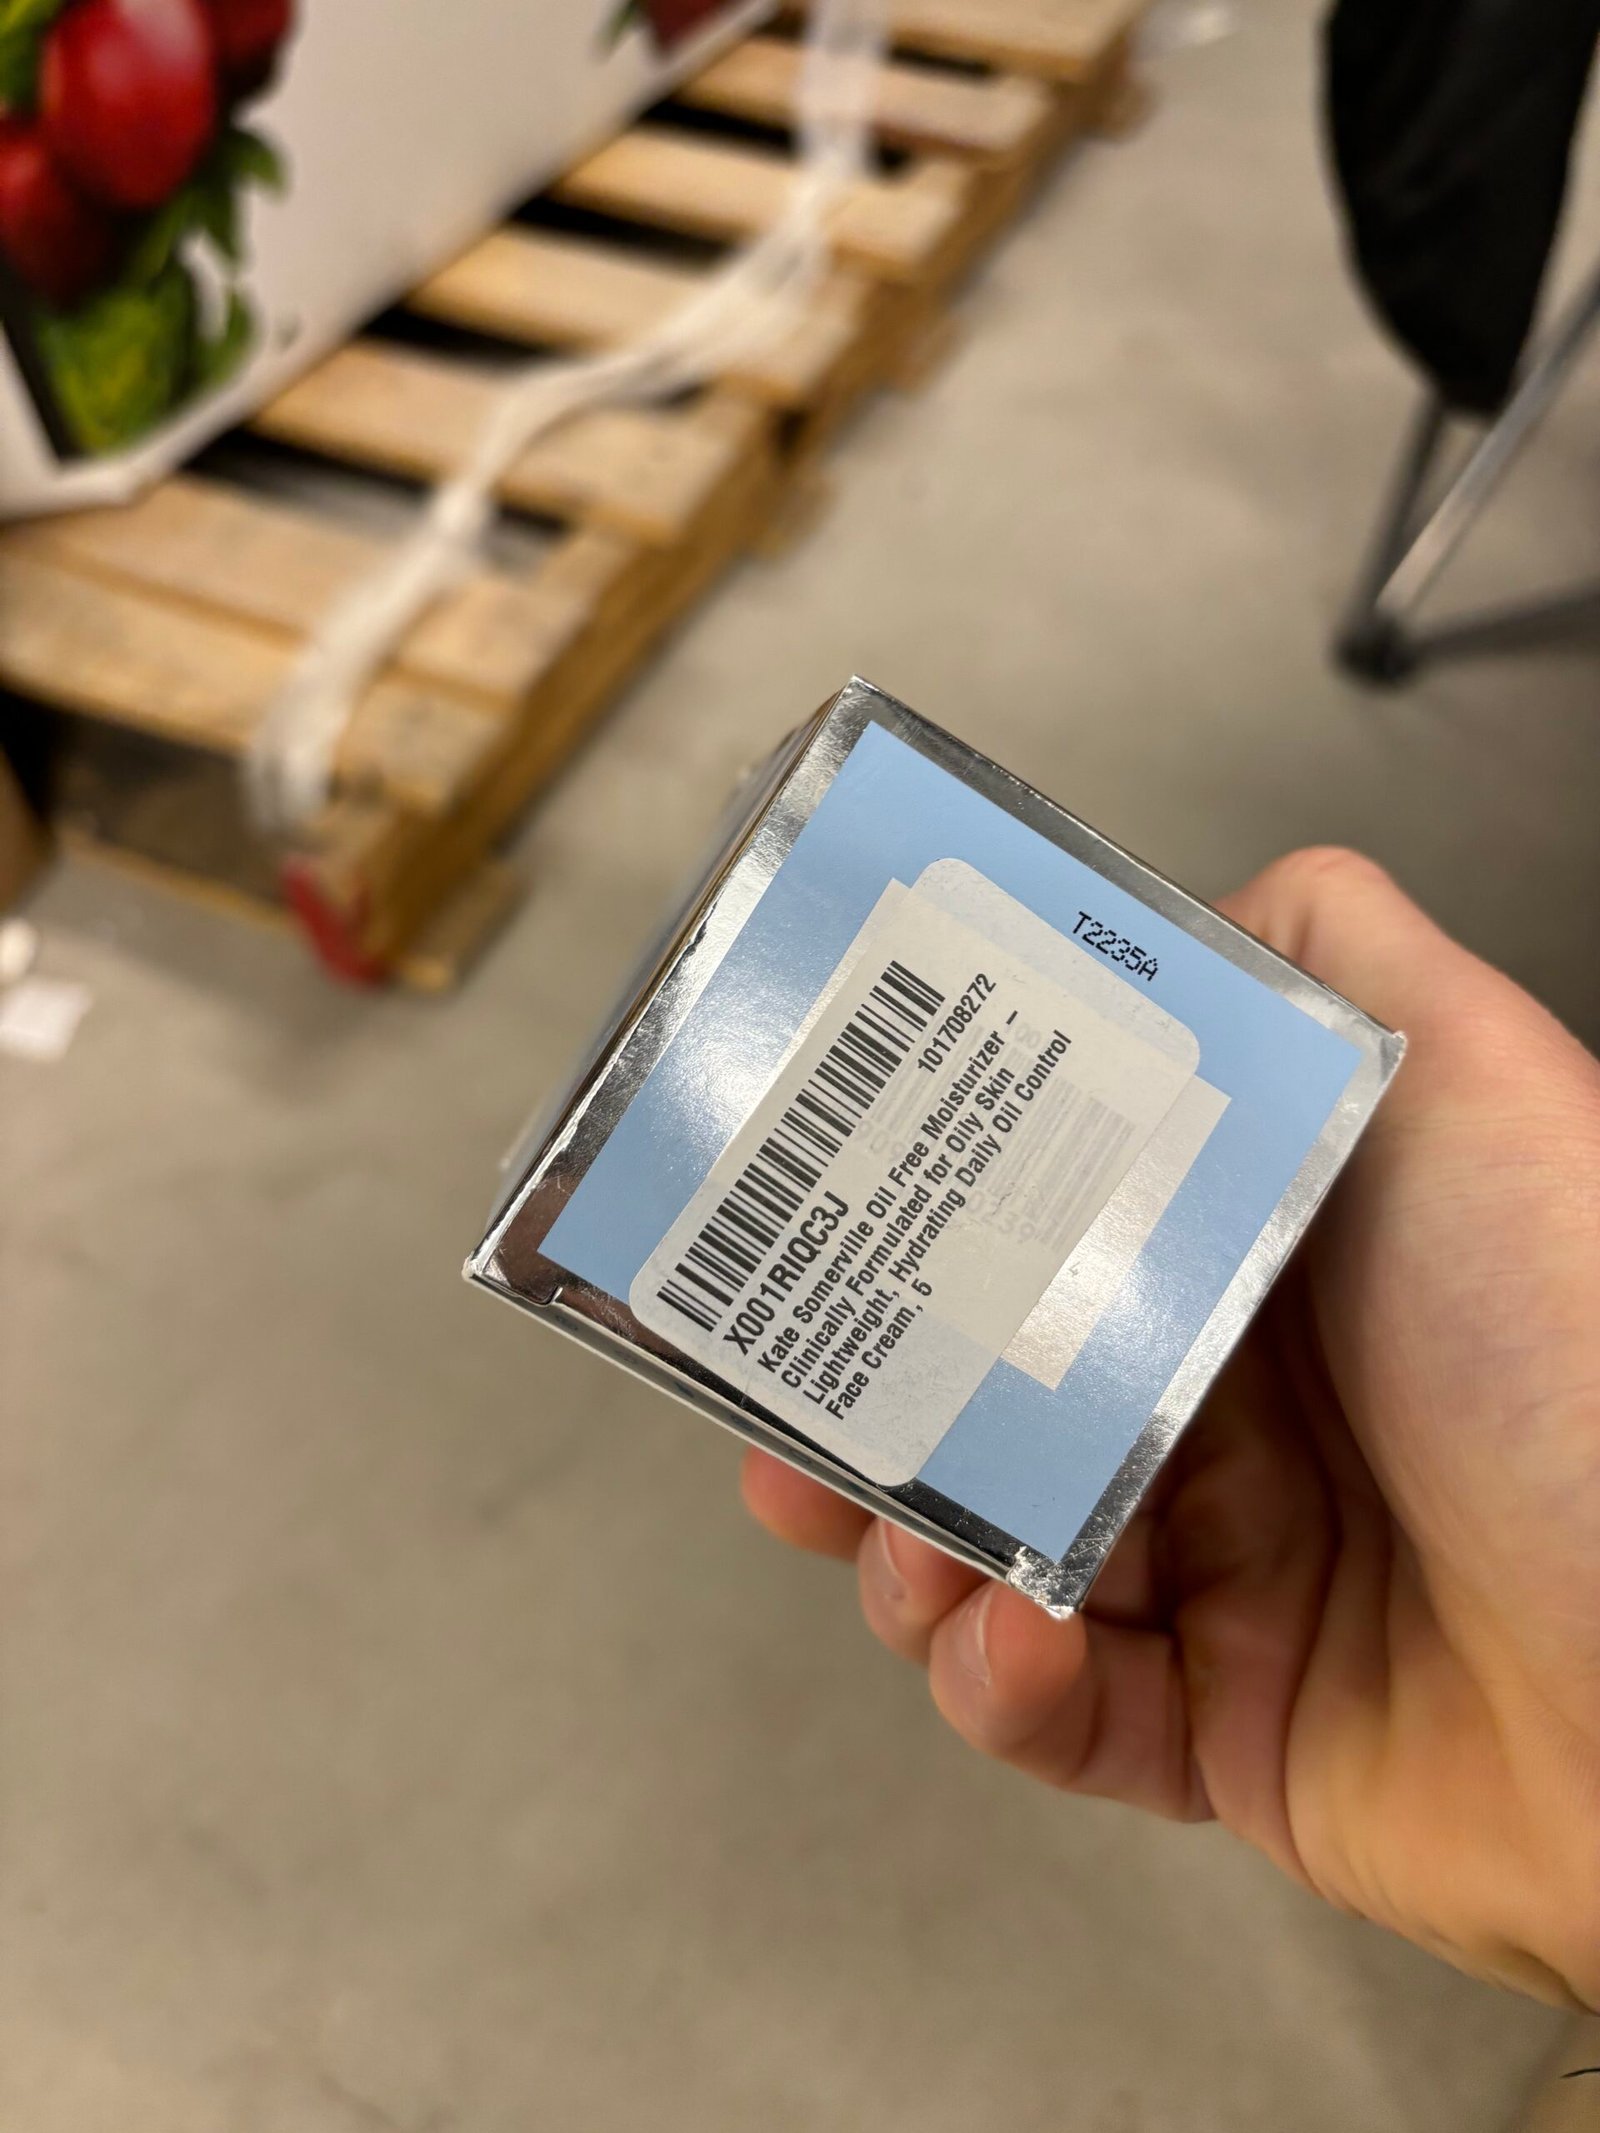 T2235A
101708272
X001RIQC3J
Kate Somerville Oil Free Moisturizer –
Clinically Formulated for Oily Skin
Lightweight, Hydrating Daily Oil Control
Face Cream, 5